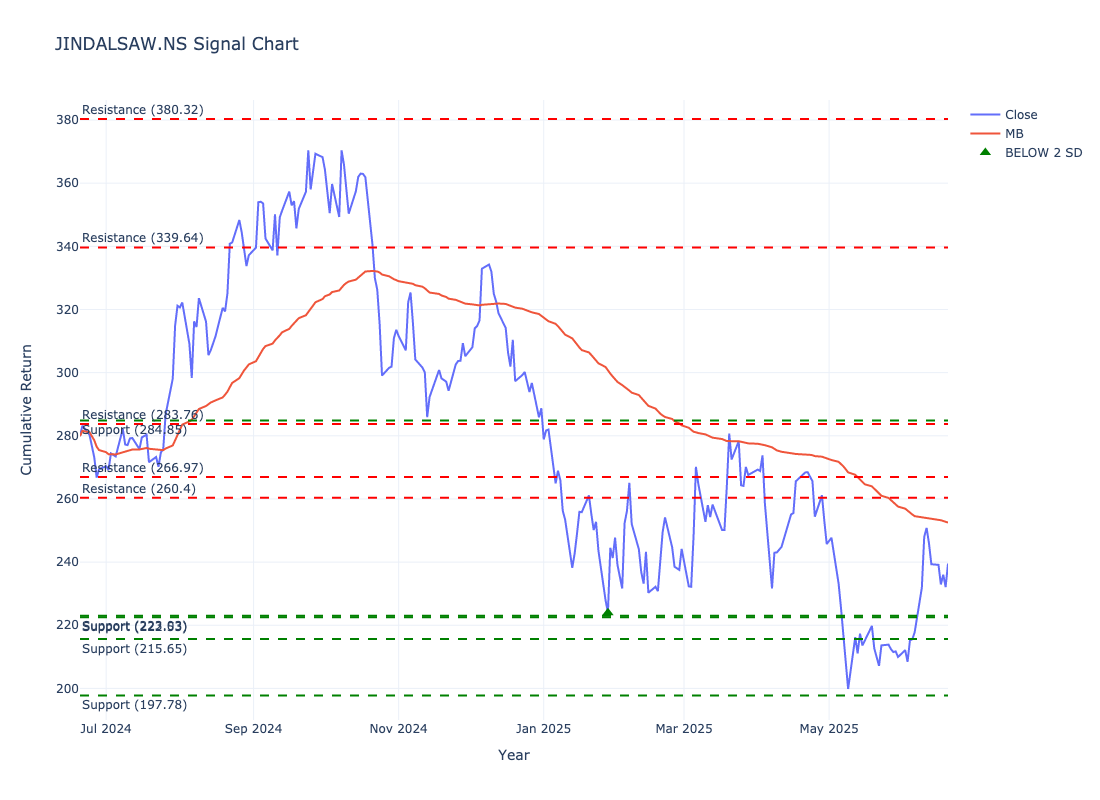 JINDALSAW.NS Signal Chart
Resistance (380.32)
Resistance (339.64)
Resistance (283.76)
Support (284.85)
Resistance (266.97)
Resistance (260.4)
Support
Support (215.65)
Support (197.78)
380
360
340
320
300
280
260
240
220
200
Cumulative Return
Jul 2024
Sep 2024
Nov 2024
Jan 2025
Mar 2025
May 2025
Year
Close
MB
BELOW 2 SD